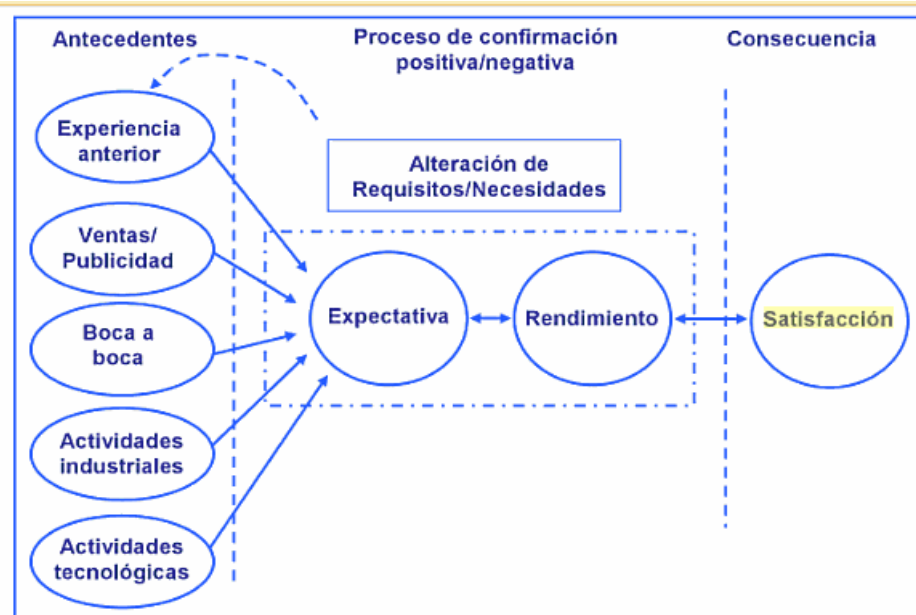 Antecedentes
Proceso de confirmación
positiva/negativa
Consecuencia
Experiencia
anterior
Alteración de
Requisitos/Necesidades
Ventas/
Publicidad
Expectativa
Rendimiento
Satisfacción
Boca a
boca
Actividades
industriales
Actividades
tecnológicas